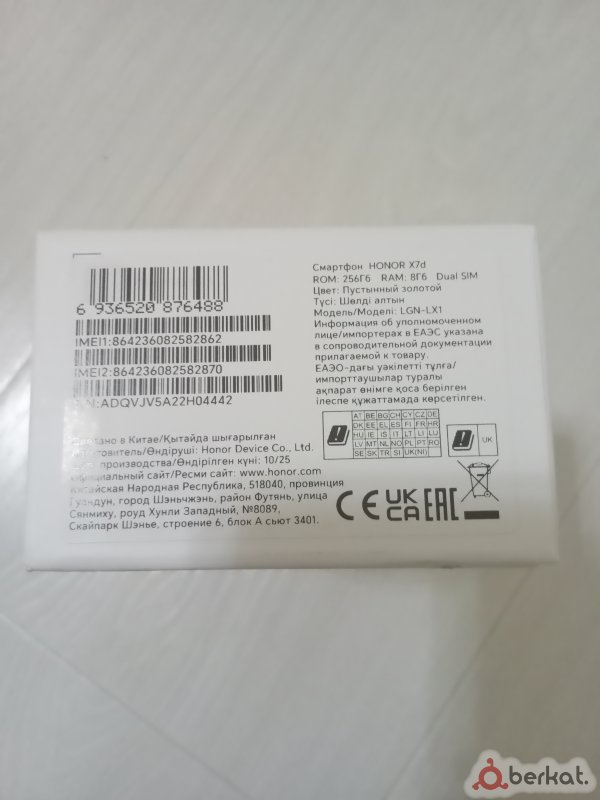 6 936520 876488
IMEI1:864236082582862
IMEI2:864236082582870
N:ADQVJV5A22H04442
Сделано в Китае/Қытайда шығарылған
Изготовитель/Өндіруші: Honor Device Co., Ltd.
производства/Өндірілген күні: 10/25
Официальный сайт/Ресми сайт: www.honor.com
Китайская Народная Республика, 518040, провинция
Гуандун, город Шэньчжэнь, район Футянь, улица
Сянмиху, роуд Хунли Западный, №8089,
Скайпарк Шэнье, строение 6, блок А сьют 3401.
Смартфон HONOR X7d
ROM: 256Гб RAM: 8Гб Dual SIM
Цвет: Пустынный золотой
Түсі: Шөлді алтын
Модель/Моделі: LGN-LX1
Информация об уполномоченном
лице/импортерах в ЕАЭС указана
в сопроводительной документации
прилагаемой к товару.
ЕАЭО-дағы уәкілетті тұлға/
импорттаушылар туралы
ақпарат өнімге қоса берілген
ілеспе құжаттамада көрсетілген.
AT BE BG CH CY CZ DE
DK EE EL ES FI FR HR
HU IE IS IT LT LI LU
LV MT NL NO PL PT RO
SE SK TR SI UK(NI)
UK
CE UK CA EAC
berkat.